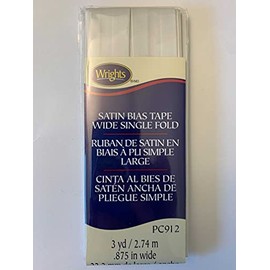 Wrights
SATIN BIAS TAPE
WIDE SINGLE FOLD
RUBAN DE SATIN EN
BIAIS À PLI SIMPLE
LARGE
CINTA AL BIES DE
SATÉN ANCHA DE
PLIEGUE SIMPLE
PC912
3 yd / 2.74 m
.875 in wide